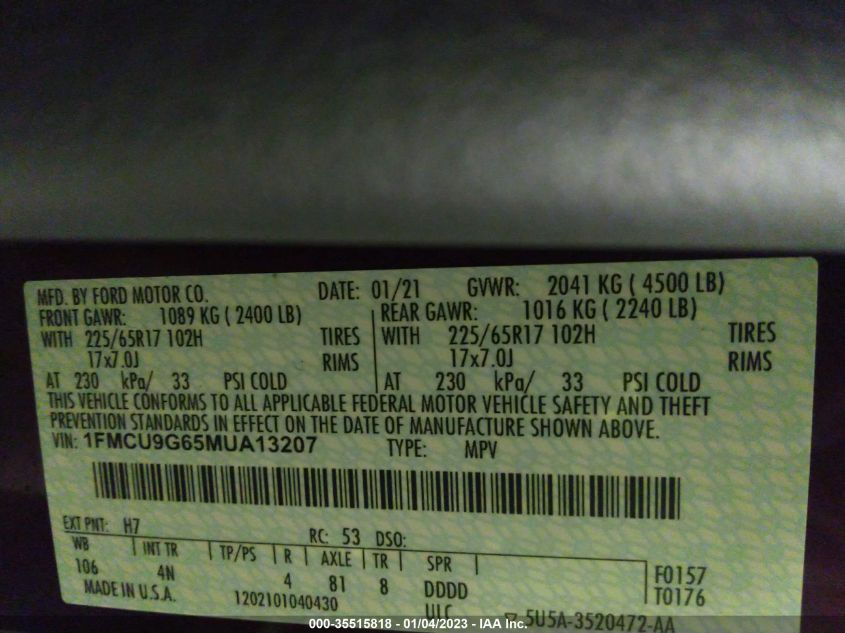 MFD. BY FORD MOTOR CO. DATE: 01/21 GVWR: 2041 KG ( 4500 LB)
FRONT GAWR: 1089 KG ( 2400 LB) REAR GAWR: 1016 KG ( 2240 LB)
WITH 225/65R17 102H TIRES WITH 225/65R17 102H TIRES
17x7.0J RIMS 17x7.0J RIMS
AT 230 kPa/ 33 PSI COLD AT 230 kPa/ 33 PSI COLD
THIS VEHICLE CONFORMS TO ALL APPLICABLE FEDERAL MOTOR VEHICLE SAFETY AND THEFT
PREVENTION STANDARDS IN EFFECT ON THE DATE OF MANUFACTURE SHOWN ABOVE.
VIN: 1FMCU9G65MUA13207 TYPE: MPV
EXT PNT: H7 RC: 53 DSO:
WB INT TR TP/PS R AXLE TR SPR
106 4N 4 81 8 DDDD F0157
MADE IN U.S.A. 1202101040430 ULC T0176
5U5A-3520472-AA
000-35515818 - 01/04/2023 - IAA Inc.